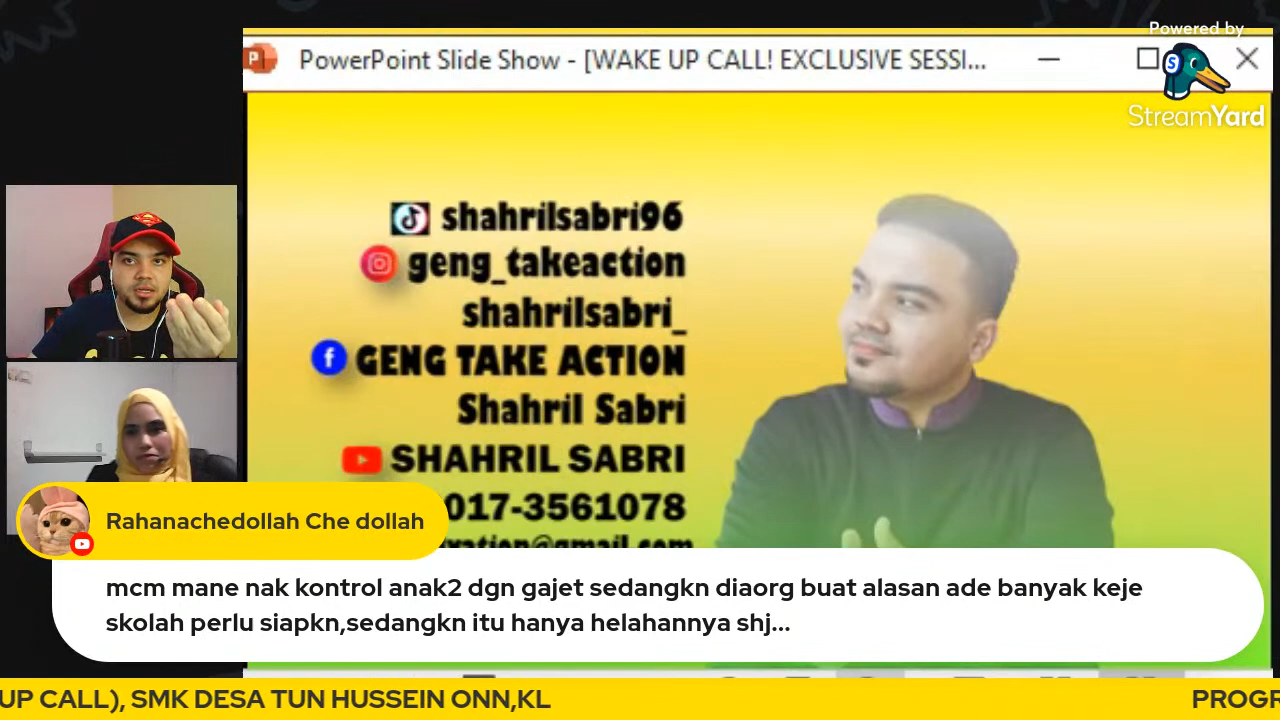 Powered by
StreamYard
PowerPoint Slide Show - [WAKE UP CALL! EXCLUSIVE SESSI...
shahrilsabri96
geng_takeaction
shahrilsabri_
GENG TAKE ACTION
Shahril Sabri
SHAHRIL SABRI
017-3561078
Rahanachedollah Che dollah
mcm mane nak kontrol anak2 dgn gajet sedangkn diaorg buat alasan ade banyak keje
skolah perlu siapkn,sedangkn itu hanya helahannya shj...
UP CALL), SMK DESA TUN HUSSEIN ONN,KL